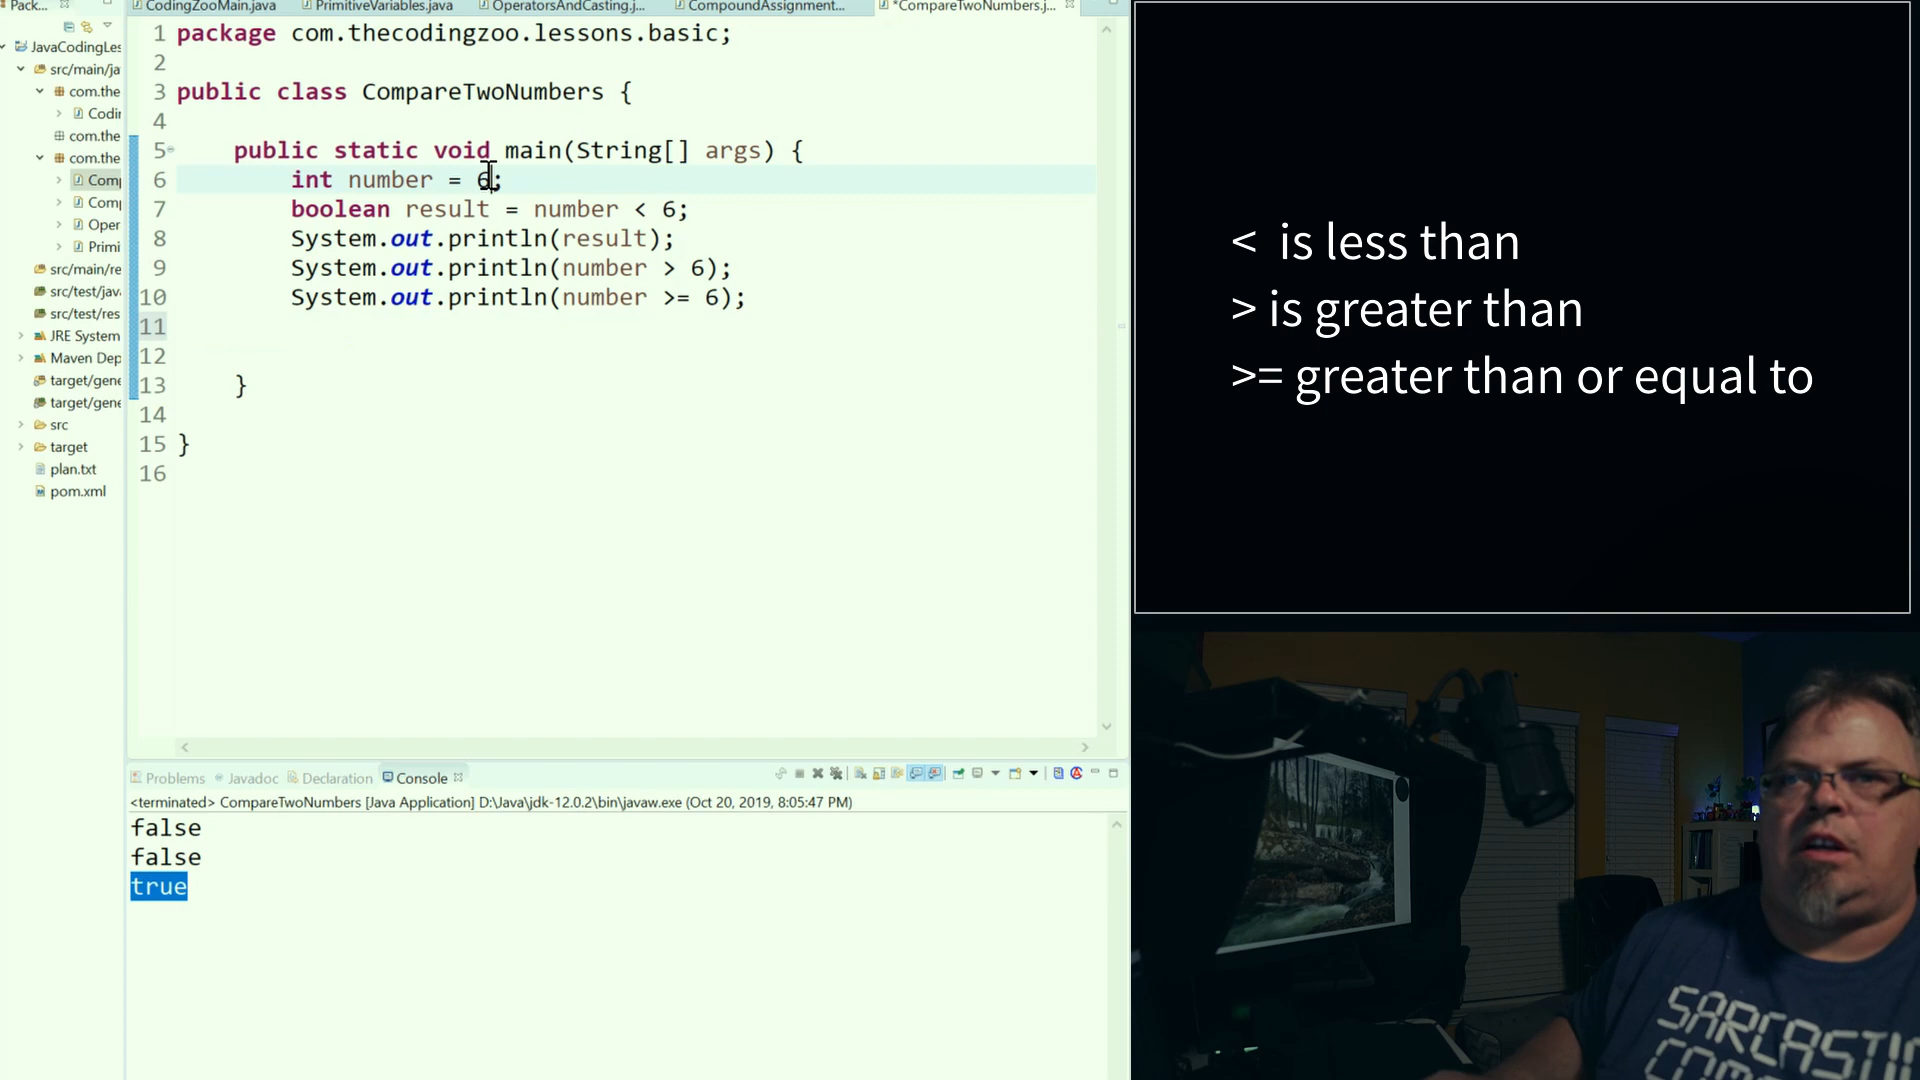 Pack...
CodingZooMain.java
PrimitiveVariables.java
OperatorsAndCasting.j...
CompoundAssignment...
*CompareTwoNumbers.j...
JavaCodingLes
src/main/ja
com.the
Codin
com.the
com.the
Comp
Comp
Oper
Primi
src/main/re
src/test/java
src/test/res
JRE System
Maven Dep
target/gene
target/gene
src
target
plan.txt
pom.xml
1 package com.thecodingzoo.lessons.basic;
2
3 public class CompareTwoNumbers {
4
5 public static void main(String[] args) {
6 int number = 6;
7 boolean result = number < 6;
8 System.out.println(result);
9 System.out.println(number > 6);
10 System.out.println(number >= 6);
11
12
13 }
14
15 }
16
< is less than
> is greater than
>= greater than or equal to
Problems Javadoc Declaration Console
<terminated> CompareTwoNumbers [Java Application] D:\Java\jdk-12.0.2\bin\javaw.exe (Oct 20, 2019, 8:05:47 PM)
false
false
true
SARCASTIC
COM